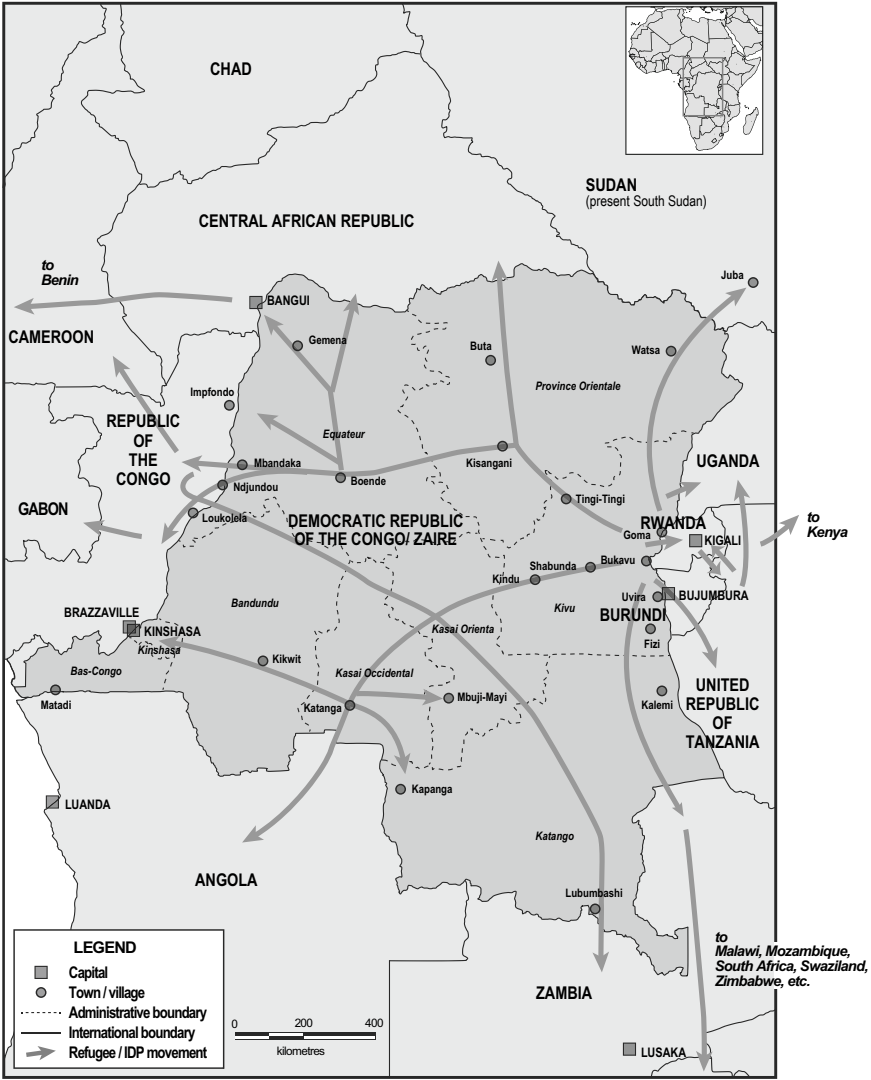 CHAD
SUDAN
(present South Sudan)
CENTRAL AFRICAN REPUBLIC
to
Benin
Juba
BANGUI
CAMEROON
Gemena
Buta
Watsa
Province Orientale
Impfondo
REPUBLIC
OF
THE
CONGO
Equateur
Mbandaka
Kisangani
UGANDA
Boende
Ndjundou
Tingi-Tingi
GABON
Loukolela
DEMOCRATIC REPUBLIC
OF THE CONGO/ ZAIRE
RWANDA
Goma
KIGALI
to
Kenya
Bukavu
Shabunda
Kindu
Uvira
BUJUMBURA
Bandundu
Kivu
BURUNDI
BRAZZAVILLE
KINSHASA
Kinshasa
Kasai Orienta
Fizi
Kikwit
Bas-Congo
Kasai Occidental
Matadi
Katanga
Mbuji-Mayi
Kalemi
UNITED
REPUBLIC
OF
TANZANIA
Kapanga
LUANDA
Katango
ANGOLA
Lubumbashi
to
Malawi, Mozambique,
South Africa, Swaziland,
Zimbabwe, etc.
ZAMBIA
LUSAKA
LEGEND
Capital
Town / village
Administrative boundary
International boundary
Refugee / IDP movement
0 200 400
kilometres